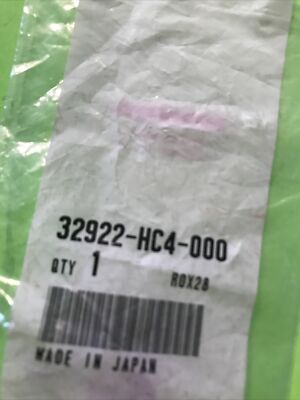 32922-HC4-000
QTY 1 R0X28
MADE IN JAPAN